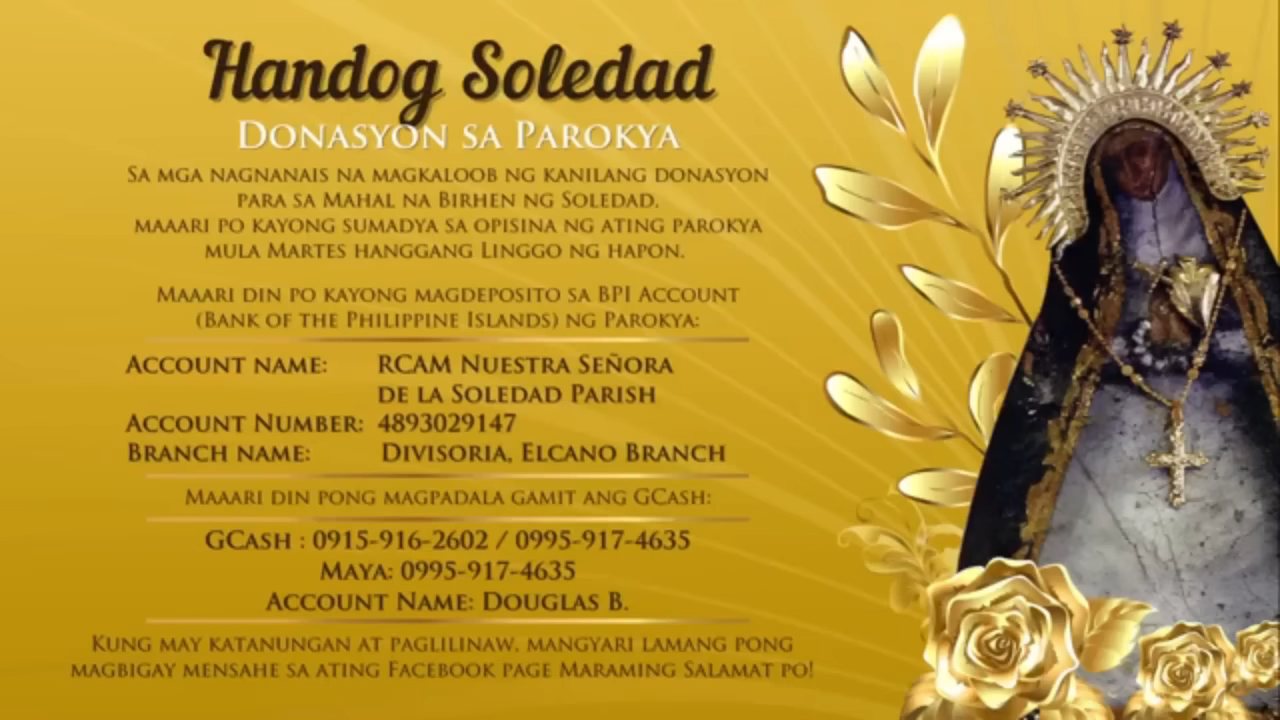 Handog Soledad
Donasyon sa Parokya
Sa mga nagnanais na magkaloob ng kanilang donasyon
para sa Mahal na Birhen ng Soledad.
maaari po kayong sumadya sa opisina ng ating parokya
mula Martes hanggang Linggo ng hapon.
Maaari din po kayong magdeposito sa BPI Account
(Bank of the Philippine Islands) ng Parokya:
Account name: RCAM Nuestra Señora
de la Soledad Parish
Account Number: 4893029147
Branch name: Divisoria, Elcano Branch
Maaari din pong magpadala gamit ang GCash:
GCash : 0915-916-2602 / 0995-917-4635
Maya: 0995-917-4635
Account Name: Douglas B.
Kung may katanungan at paglilinaw, mangyari lamang pong
magbigay mensahe sa ating Facebook page Maraming Salamat po!